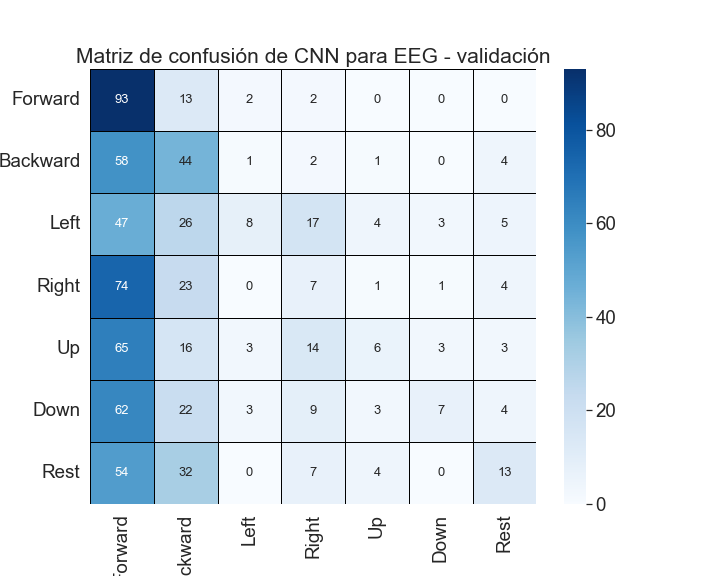 Matriz de confusión de CNN para EEG - validación
Forward 93 13 2 2 0 0 0
Backward 58 44 1 2 1 0 4
Left 47 26 8 17 4 3 5
Right 74 23 0 7 1 1 4
Up 65 16 3 14 6 3 3
Down 62 22 3 9 3 7 4
Rest 54 32 0 7 4 0 13
Forward ckward Left Right Up Down Rest
80
60
40
20
0